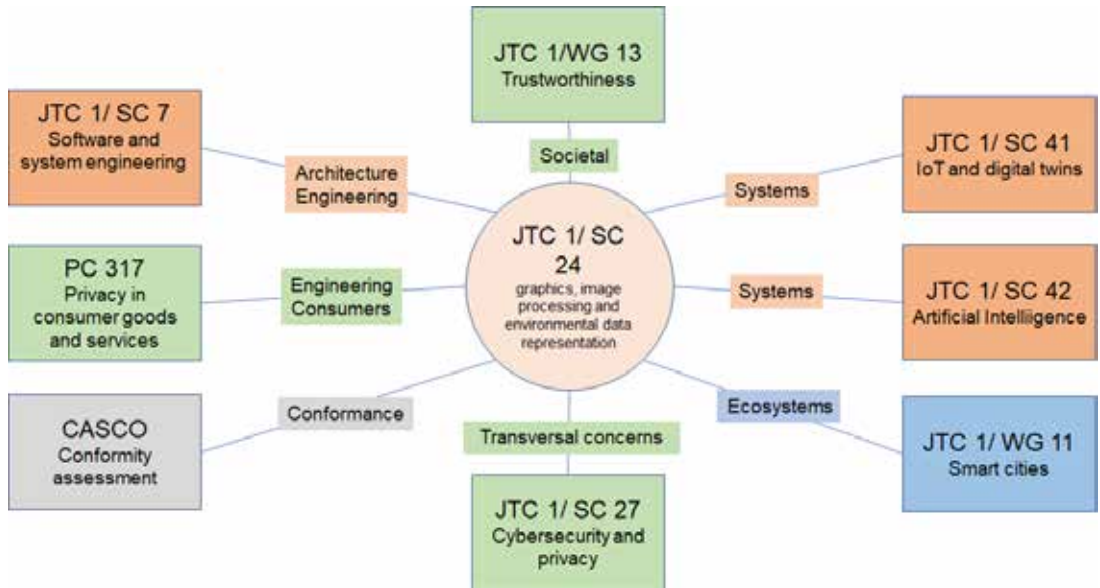 JTC 1/WG 13
Trustworthiness
JTC 1/ SC 7
Software and
system engineering
JTC 1/ SC 41
IoT and digital twins
Societal
Architecture
Engineering
Systems
JTC 1/ SC
24
graphics, image
processing and
environmental data
representation
PC 317
Privacy in
consumer goods
and services
Engineering
Consumers
Systems
JTC 1/ SC 42
Artificial Intelliigence
CASCO
Conformity
assessment
Conformance
Ecosystems
Transversal concerns
JTC 1/ WG 11
Smart cities
JTC 1/ SC 27
Cybersecurity and
privacy